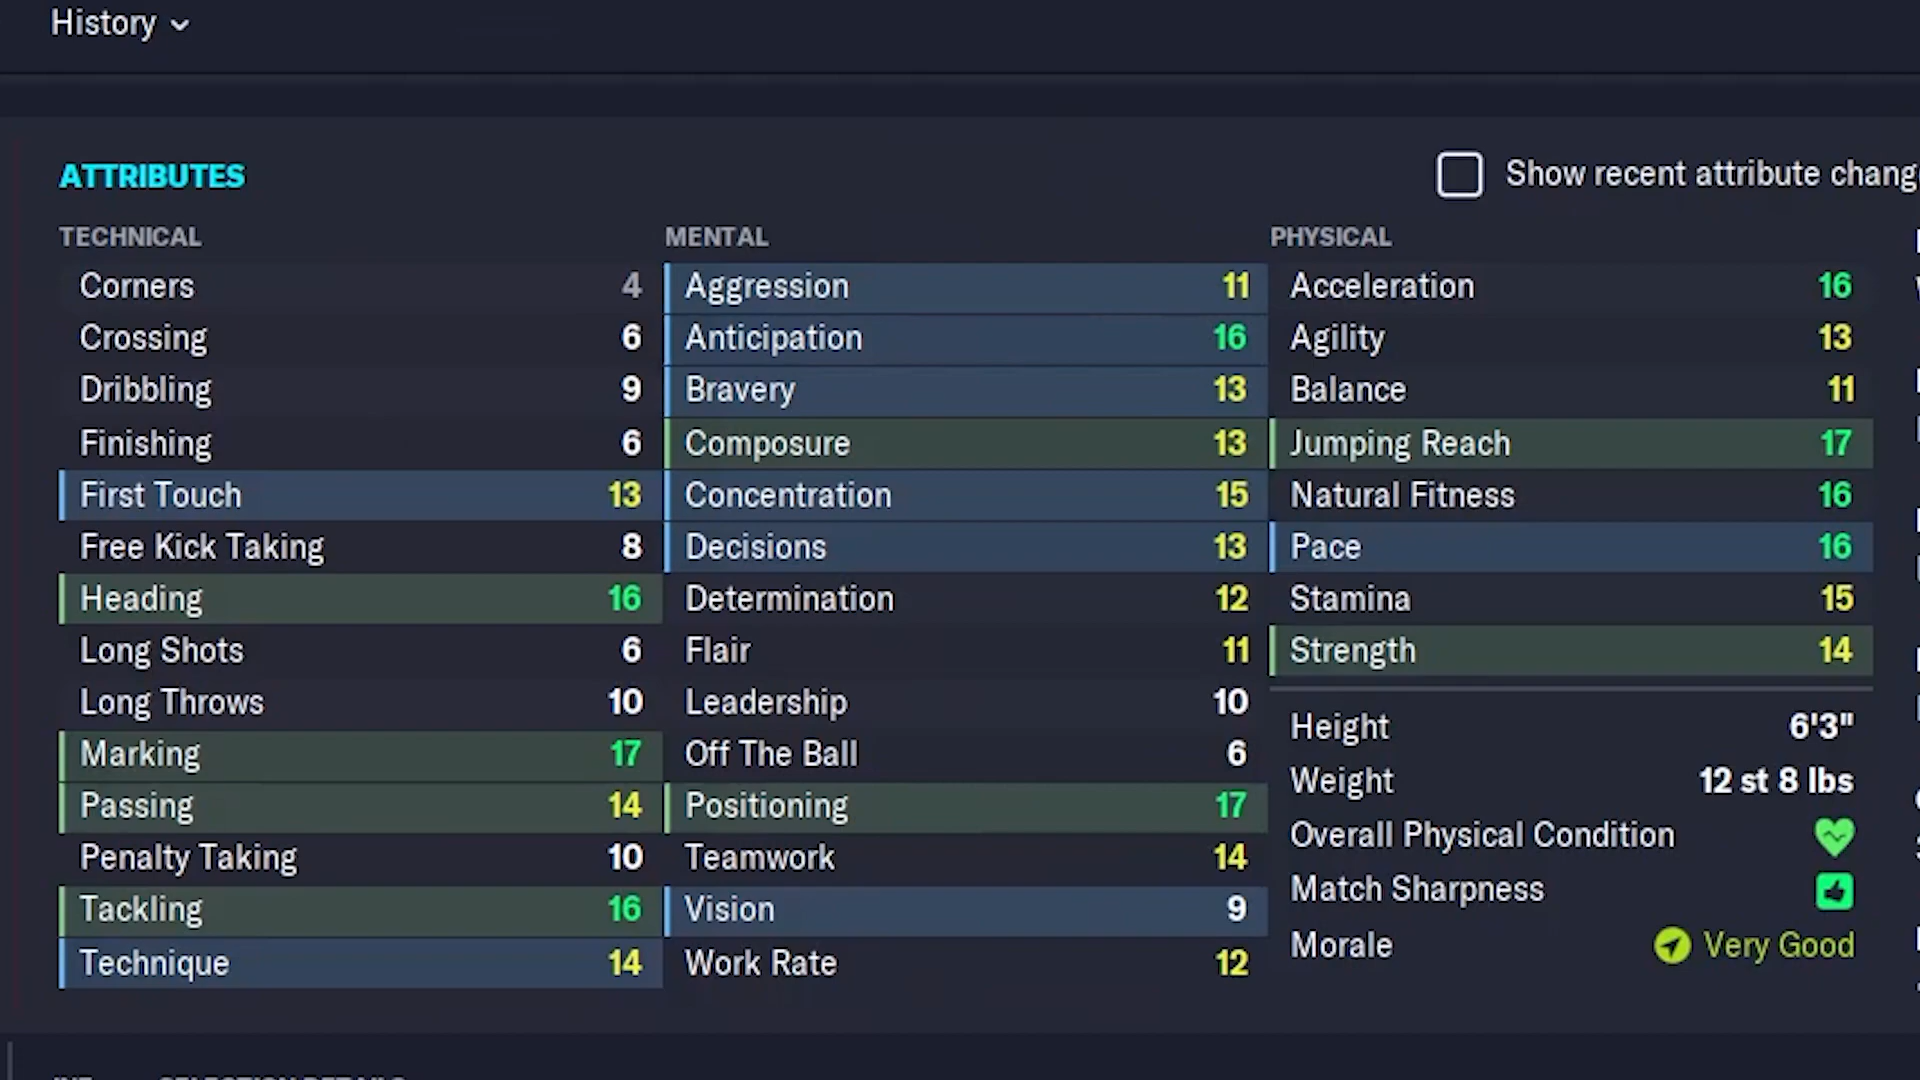 History
ATTRIBUTES
Show recent attribute chang
TECHNICAL
Corners 4
Crossing 6
Dribbling 9
Finishing 6
First Touch 13
Free Kick Taking 8
Heading 16
Long Shots 6
Long Throws 10
Marking 17
Passing 14
Penalty Taking 10
Tackling 16
Technique 14
MENTAL
Aggression 11
Anticipation 16
Bravery 13
Composure 13
Concentration 15
Decisions 13
Determination 12
Flair 11
Leadership 10
Off The Ball 6
Positioning 17
Teamwork 14
Vision 9
Work Rate 12
PHYSICAL
Acceleration 16
Agility 13
Balance 11
Jumping Reach 17
Natural Fitness 16
Pace 16
Stamina 15
Strength 14
Height 6'3"
Weight 12 st 8 lbs
Overall Physical Condition
Match Sharpness
Morale Very Good